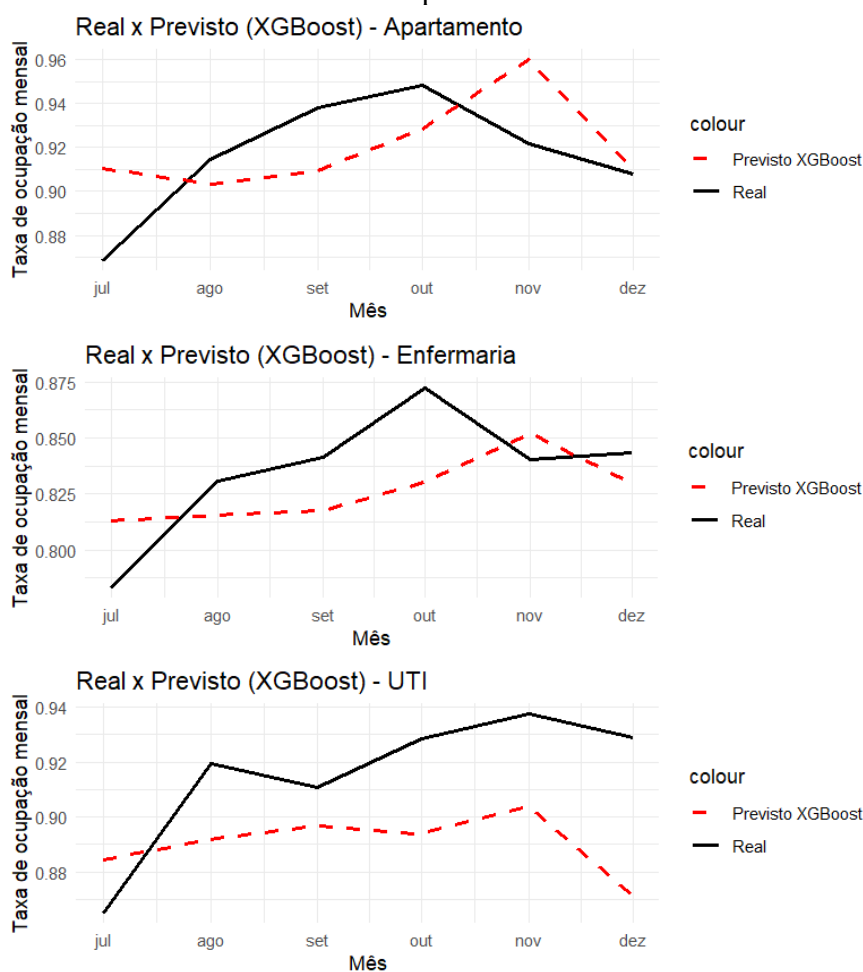 Real x Previsto (XGBoost) - Apartamento
Taxa de ocupação mensal
0.96
0.94
0.92
0.90
0.88
jul ago set out nov dez
Mês
colour
Previsto XGBoost
Real
Real x Previsto (XGBoost) - Enfermaria
Taxa de ocupação mensal
0.875
0.850
0.825
0.800
jul ago set out nov dez
Mês
colour
Previsto XGBoost
Real
Real x Previsto (XGBoost) - UTI
Taxa de ocupação mensal
0.94
0.92
0.90
0.88
jul ago set out nov dez
Mês
colour
Previsto XGBoost
Real